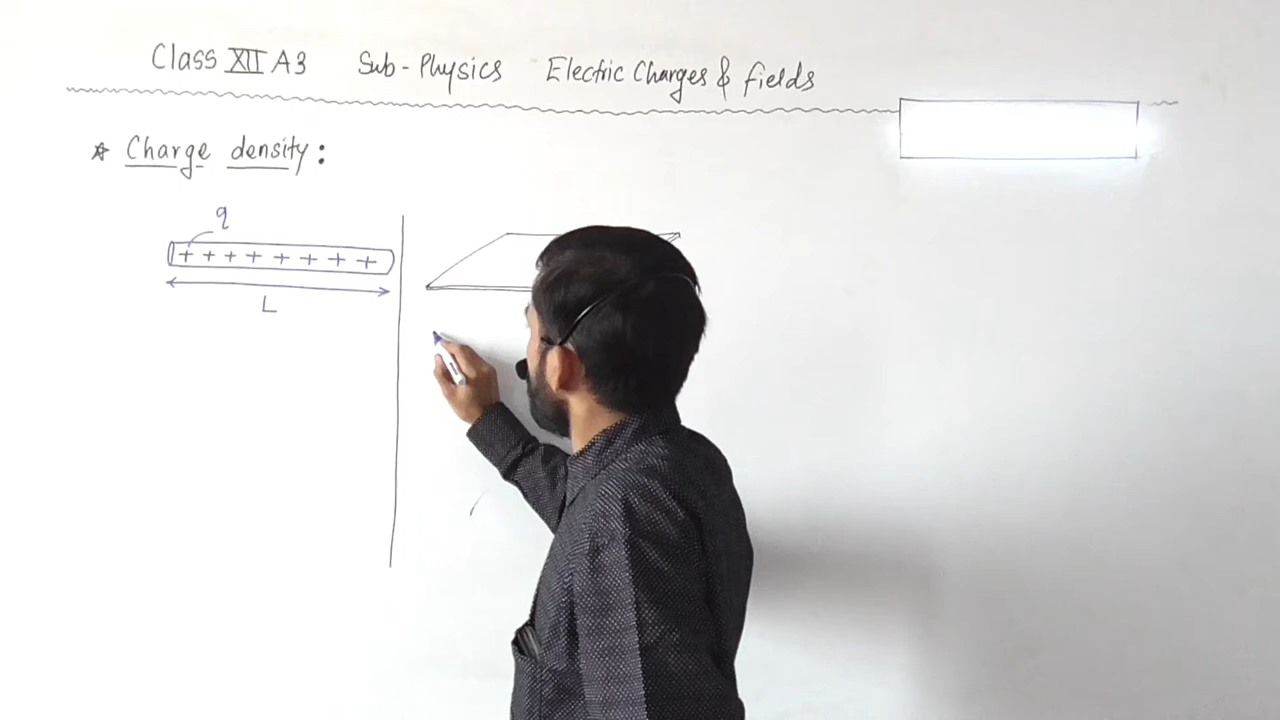 Class XII A3 Sub-Physics Electric Charges & fields
* Charge density:
q
+ + + + + + + +
L